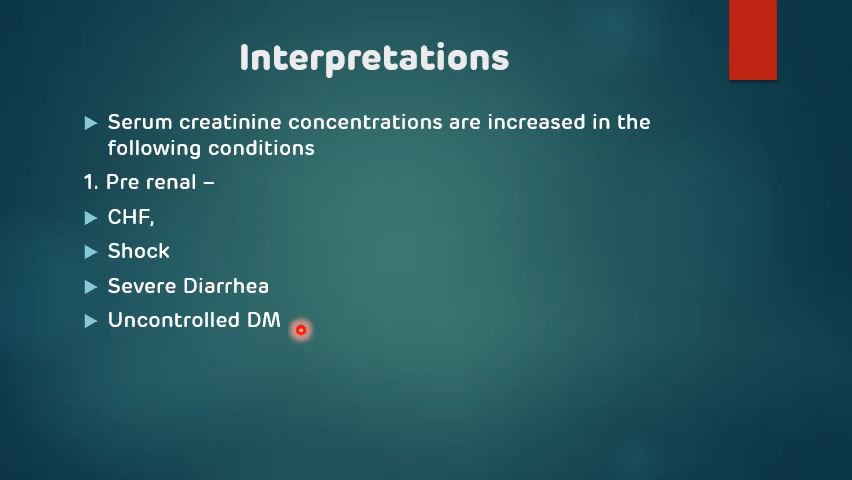 Interpretations
Serum creatinine concentrations are increased in the
following conditions
1. Pre renal –
CHF,
Shock
Severe Diarrhea
Uncontrolled DM